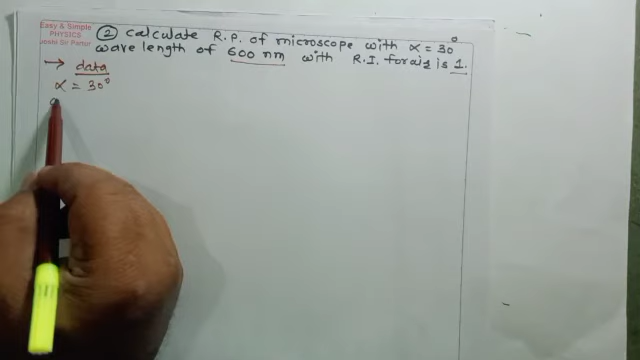 Easy & Simple
PHYSICS
② Calculate R.P. of microscope with α = 30°
wave length of 600 nm with R.I. for air is 1.
→ data
α = 30°